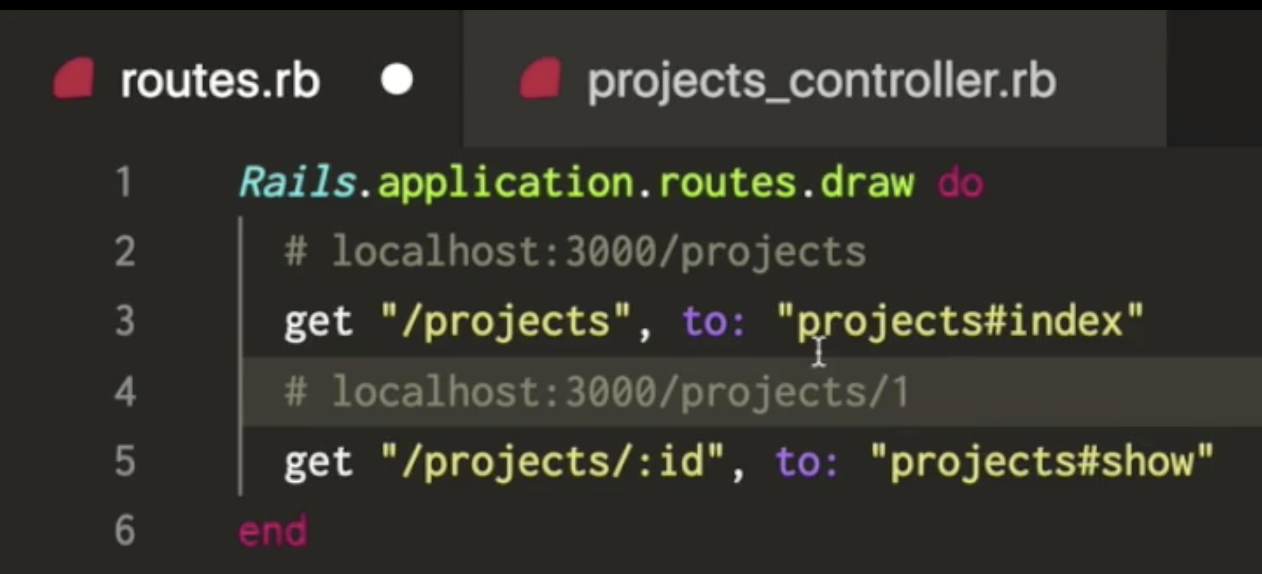 routes.rb
projects_controller.rb
1 Rails.application.routes.draw do
2 # localhost:3000/projects
3 get "/projects", to: "projects#index"
4 # localhost:3000/projects/1
5 get "/projects/:id", to: "projects#show"
6 end